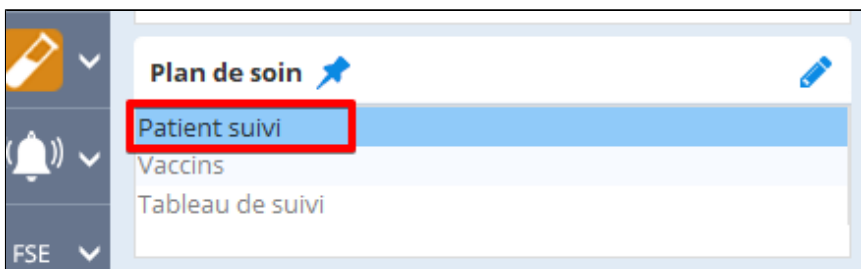 Plan de soin
Patient suivi
Vaccins
Tableau de suivi
FSE